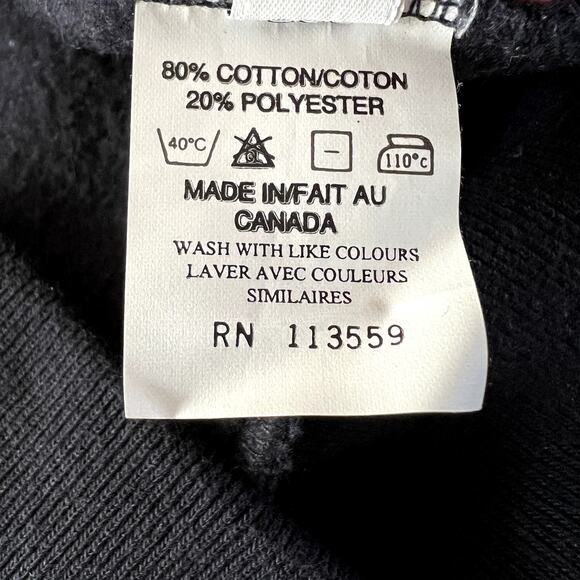 80% COTTON/COTON
20% POLYESTER
40°C CL 110°c
MADE IN/FAIT AU
CANADA
WASH WITH LIKE COLOURS
LAVER AVEC COULEURS
SIMILAIRES
RN 113559